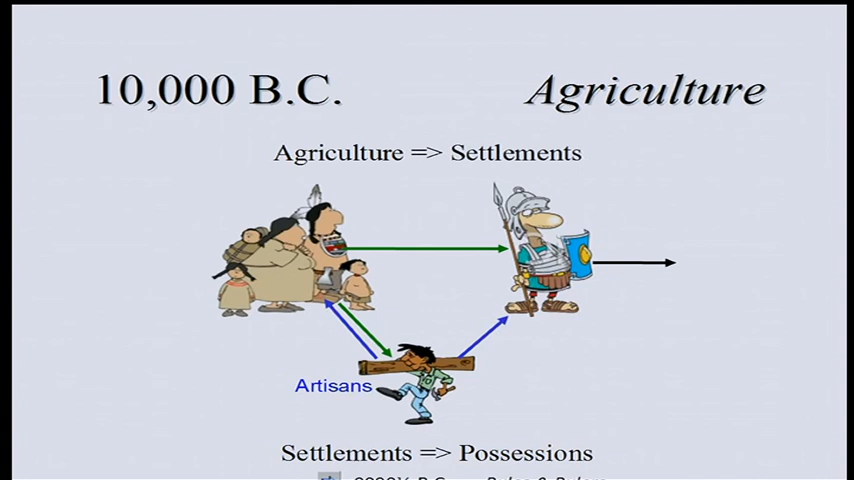 10,000 B.C. Agriculture
Agriculture => Settlements
Artisans
Settlements => Possessions